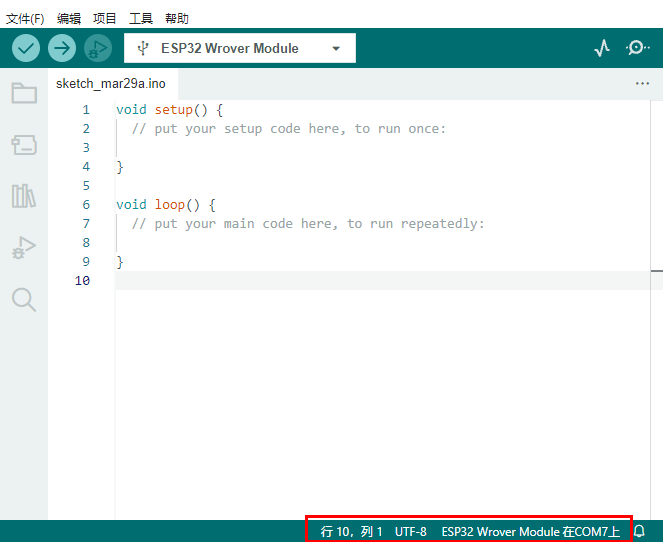 文件(F) 编辑 项目 工具 帮助
ESP32 Wrover Module
sketch_mar29a.ino ...
1 void setup() {
2 // put your setup code here, to run once:
3
4 }
5
6 void loop() {
7 // put your main code here, to run repeatedly:
8
9 }
10
行 10，列 1 UTF-8 ESP32 Wrover Module 在COM7上